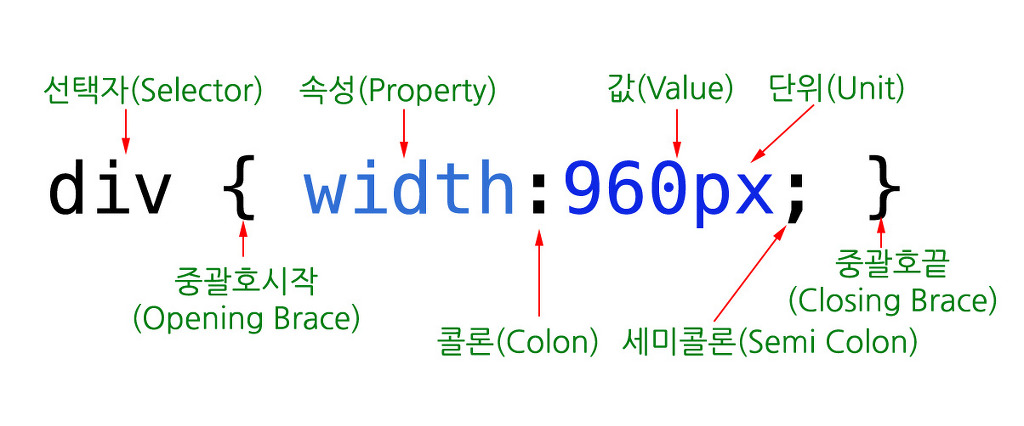 선택자(Selector) 속성(Property) 값(Value) 단위(Unit)
div { width:960px; }
중괄호시작
(Opening Brace)
콜론(Colon) 세미콜론(Semi Colon)
중괄호끝
(Closing Brace)